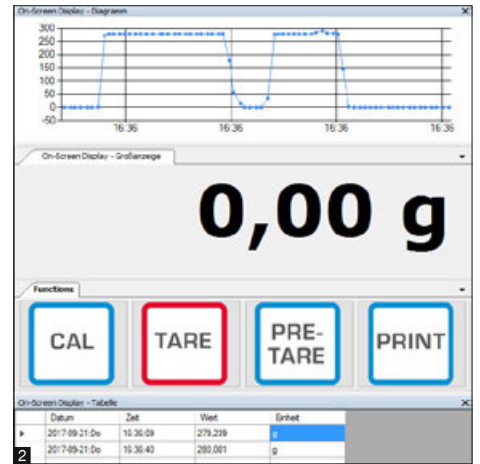 On-Screen Display - Diagramm
300
250
200
150
100
50
0
-50
16:36 16:36 16:36 16:36
On-Screen Display - Großanzeige
0,00 g
Functions
CAL TARE PRE-TARE PRINT
On-Screen Display - Tabelle
Datum Zeit Wert Einheit
2017-09-21:Do 16:36:09 279,239 g
2017-09-21:Do 16:36:40 280,001 g
2